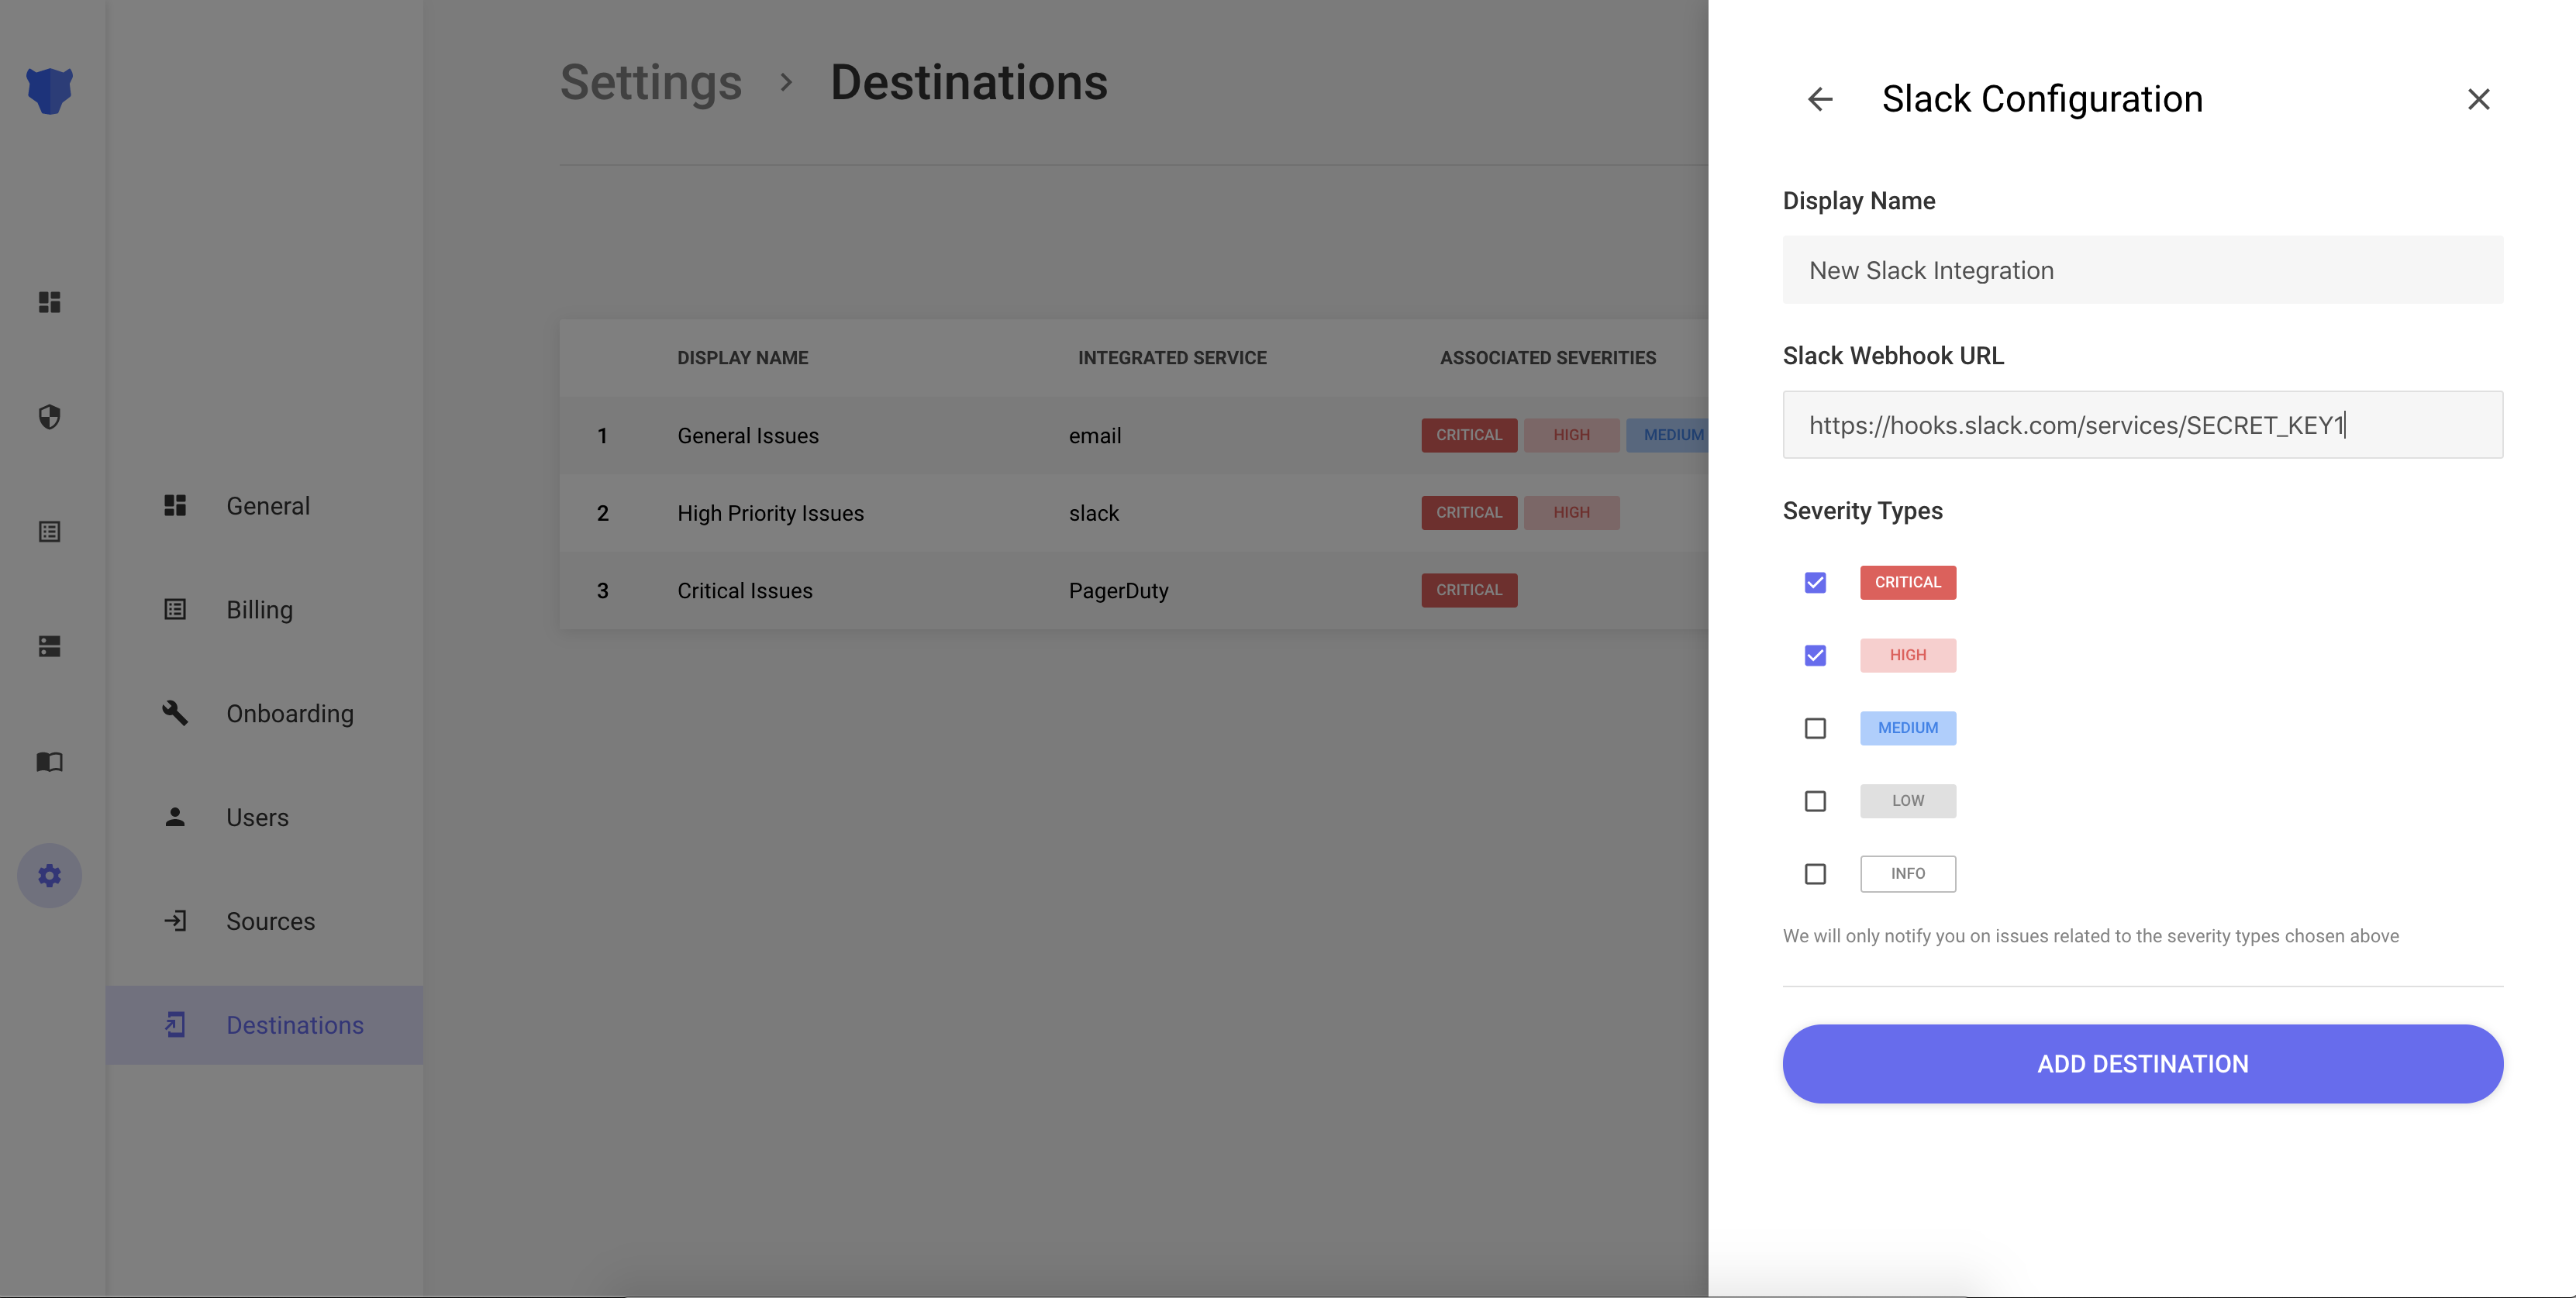 Settings > Destinations
General
Billing
Onboarding
Users
Sources
Destinations
DISPLAY NAME INTEGRATED SERVICE ASSOCIATED SEVERITIES
1 General Issues email CRITICAL HIGH MEDIUM
2 High Priority Issues slack CRITICAL HIGH
3 Critical Issues PagerDuty CRITICAL
Slack Configuration
Display Name
New Slack Integration
Slack Webhook URL
https://hooks.slack.com/services/SECRET_KEY1
Severity Types
CRITICAL
HIGH
MEDIUM
LOW
INFO
We will only notify you on issues related to the severity types chosen above
ADD DESTINATION